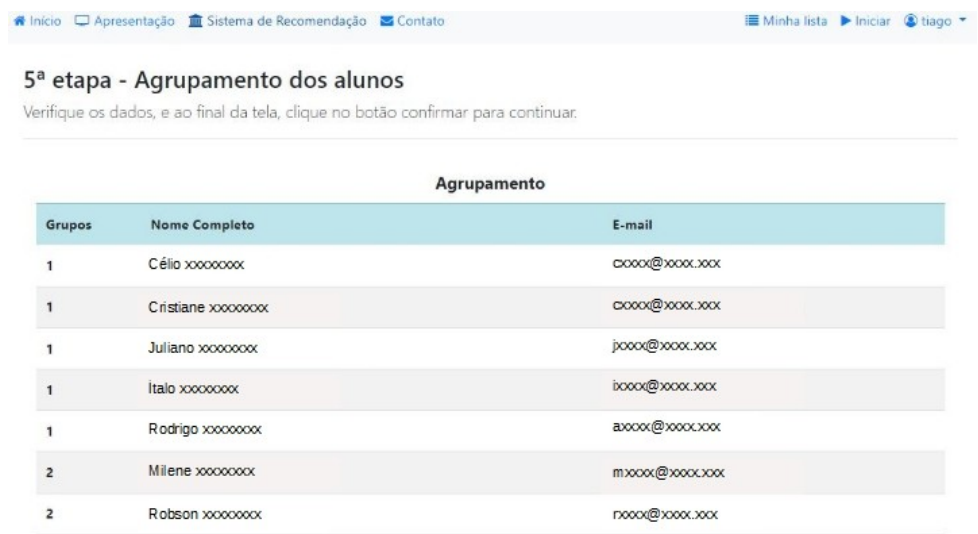 Início Apresentação Sistema de Recomendação Contato Minha lista Iniciar tiago
5ª etapa - Agrupamento dos alunos
Verifique os dados, e ao final da tela, clique no botão confirmar para continuar.
Agrupamento
Grupos Nome Completo E-mail
1 Célio xxxxxxxx cxxxx@xxxx.xxx
1 Cristiane xxxxxxxx cxxxx@xxxx.xxx
1 Juliano xxxxxxxx jxxxx@xxxx.xxx
1 Ítalo xxxxxxxx ixxxx@xxxx.xxx
1 Rodrigo xxxxxxxx axxxx@xxxx.xxx
2 Milene xxxxxxxx mxxxx@xxxx.xxx
2 Robson xxxxxxxx rxxxx@xxxx.xxx